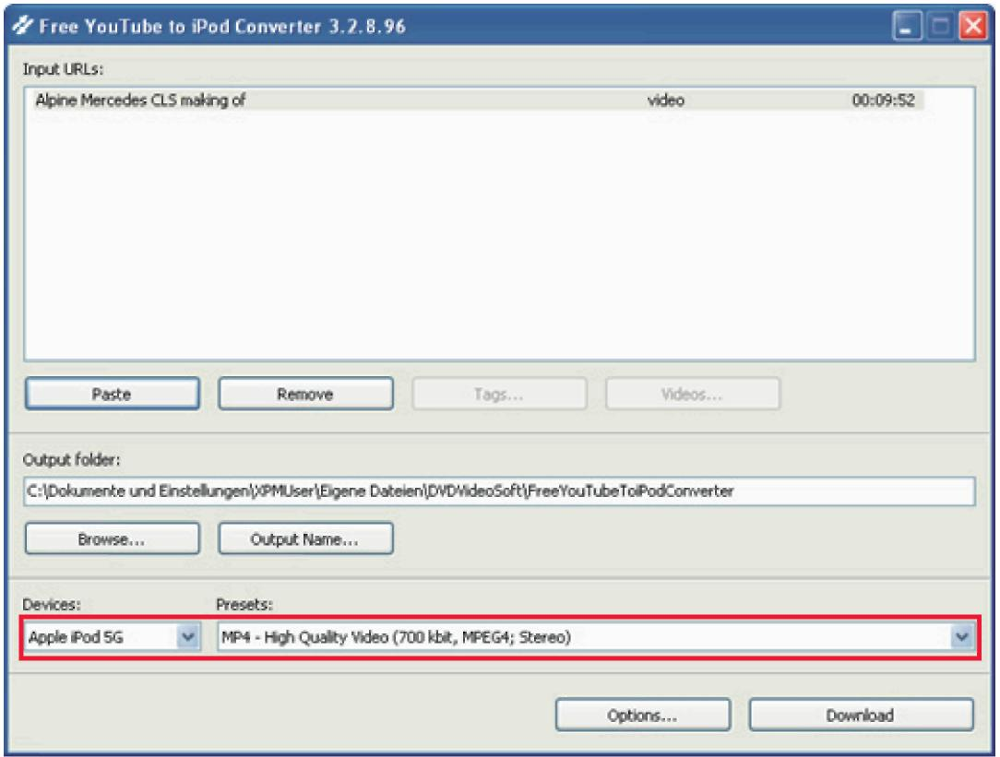 Free YouTube to iPod Converter 3.2.8.96
Input URLs:
Alpine Mercedes CLS making of video 00:09:52
Paste Remove Tags... Videos...
Output folder:
C:\Dokumente und Einstellungen\XPMUser\Eigene Dateien\DVDVideoSoft\FreeYouTubeToiPodConverter
Browse... Output Name...
Devices: Presets:
Apple iPod 5G MP4 - High Quality Video (700 kbit, MPEG4; Stereo)
Options... Download